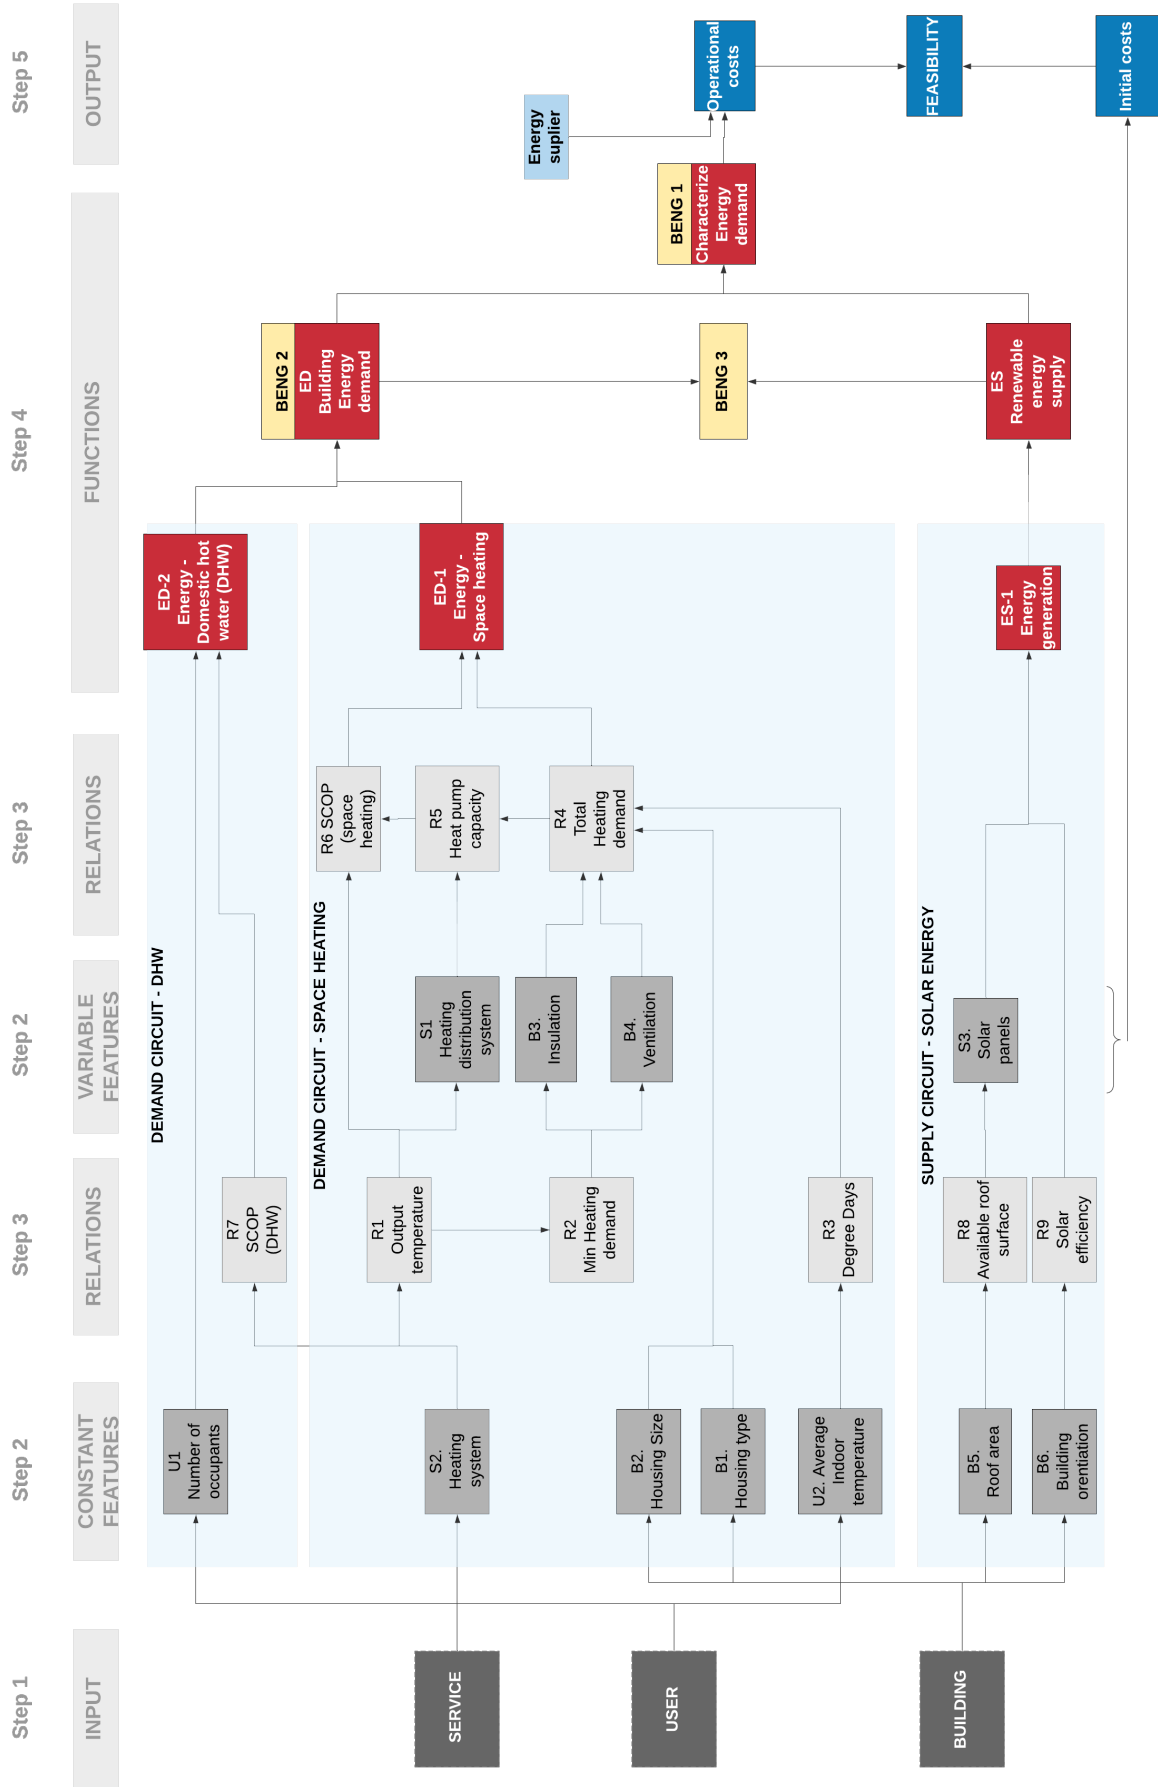 Step 1
Step 2
Step 3
Step 2
Step 3
Step 4
Step 5
INPUT
CONSTANT
FEATURES
RELATIONS
VARIABLE
FEATURES
RELATIONS
FUNCTIONS
OUTPUT
DEMAND CIRCUIT - DHW
U1
Number of
occupants
R7
SCOP
(DHW)
ED-2
Energy -
Domestic hot
water (DHW)
DEMAND CIRCUIT - SPACE HEATING
SERVICE
S2.
Heating
system
R1
Output
temperature
S1
Heating
distribution
system
R6 SCOP
(space
heating)
R5
Heat pump
capacity
ED-1
Energy -
Space heating
R2
Min Heating
demand
B3.
Insulation
B4.
Ventilation
R4
Total
Heating
demand
USER
B2.
Housing Size
B1.
Housing type
U2. Average
Indoor
temperature
R3
Degree Days
SUPPLY CIRCUIT - SOLAR ENERGY
BUILDING
B5.
Roof area
B6.
Building
orentiation
R8
Available roof
surface
R9
Solar
efficiency
S3.
Solar
panels
ES-1
Energy
generation
BENG 2
ED
Building
Energy
demand
BENG 3
ES
Renewable
energy
supply
BENG 1
Characterize
Energy
demand
Energy
suplier
Operational
costs
FEASIBILITY
Initial costs